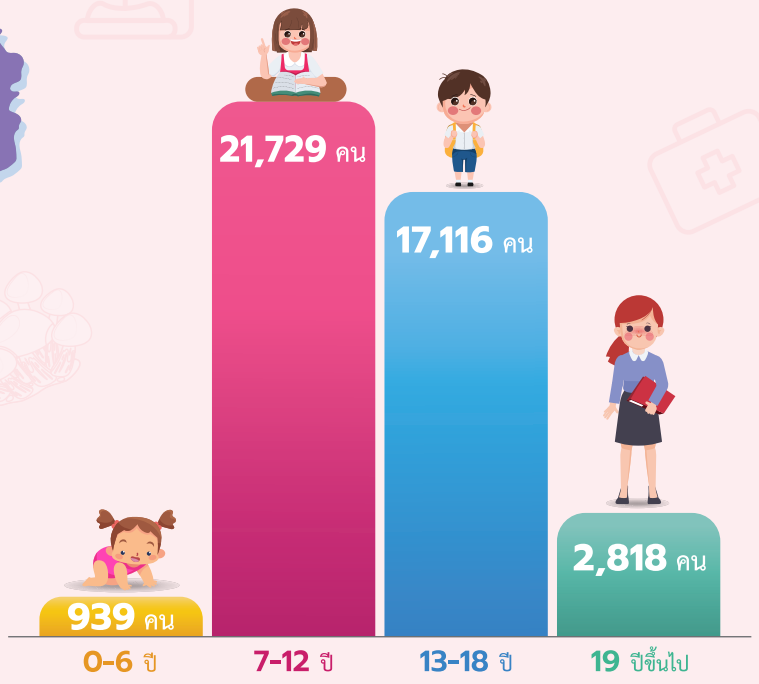 21,729 คน
17,116 คน
2,818 คน
939 คน
0-6 ปี
7-12 ปี
13-18 ปี
19 ปีขึ้นไป